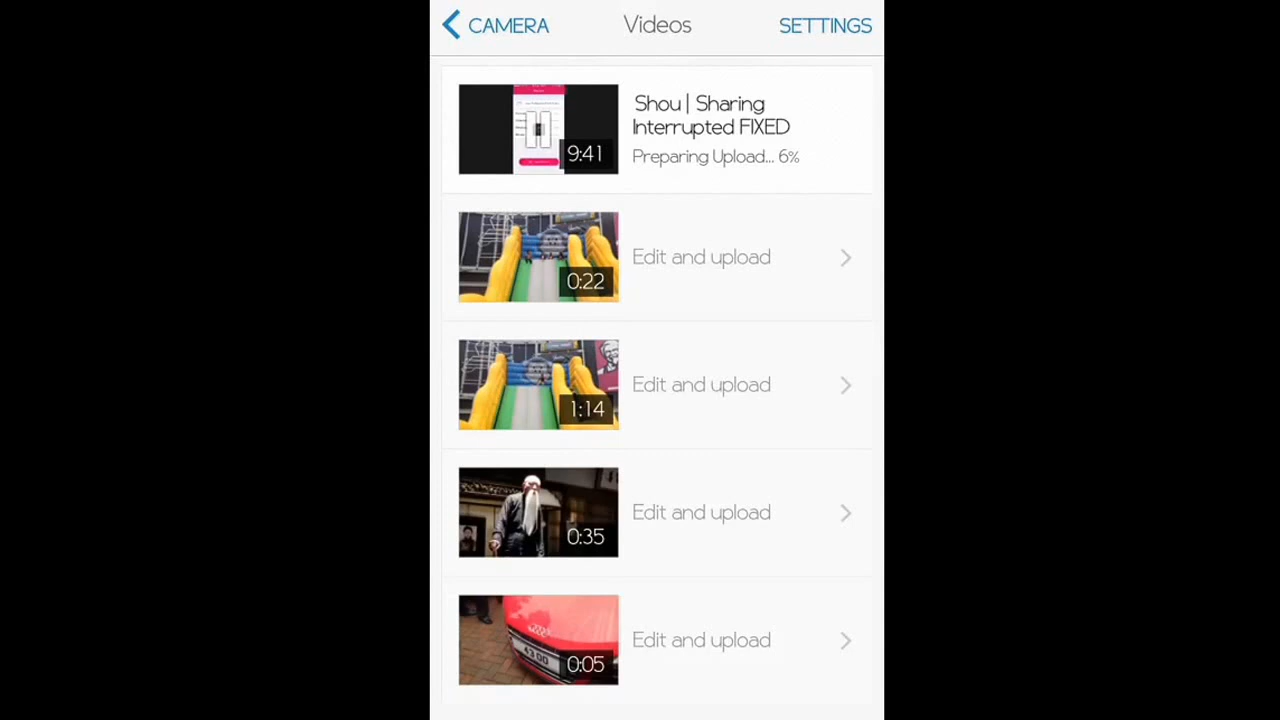 CAMERA
Videos
SETTINGS
9:41
Shou | Sharing
Interrupted FIXED
Preparing Upload... 6%
0:22
Edit and upload
1:14
Edit and upload
0:35
Edit and upload
0:05
Edit and upload